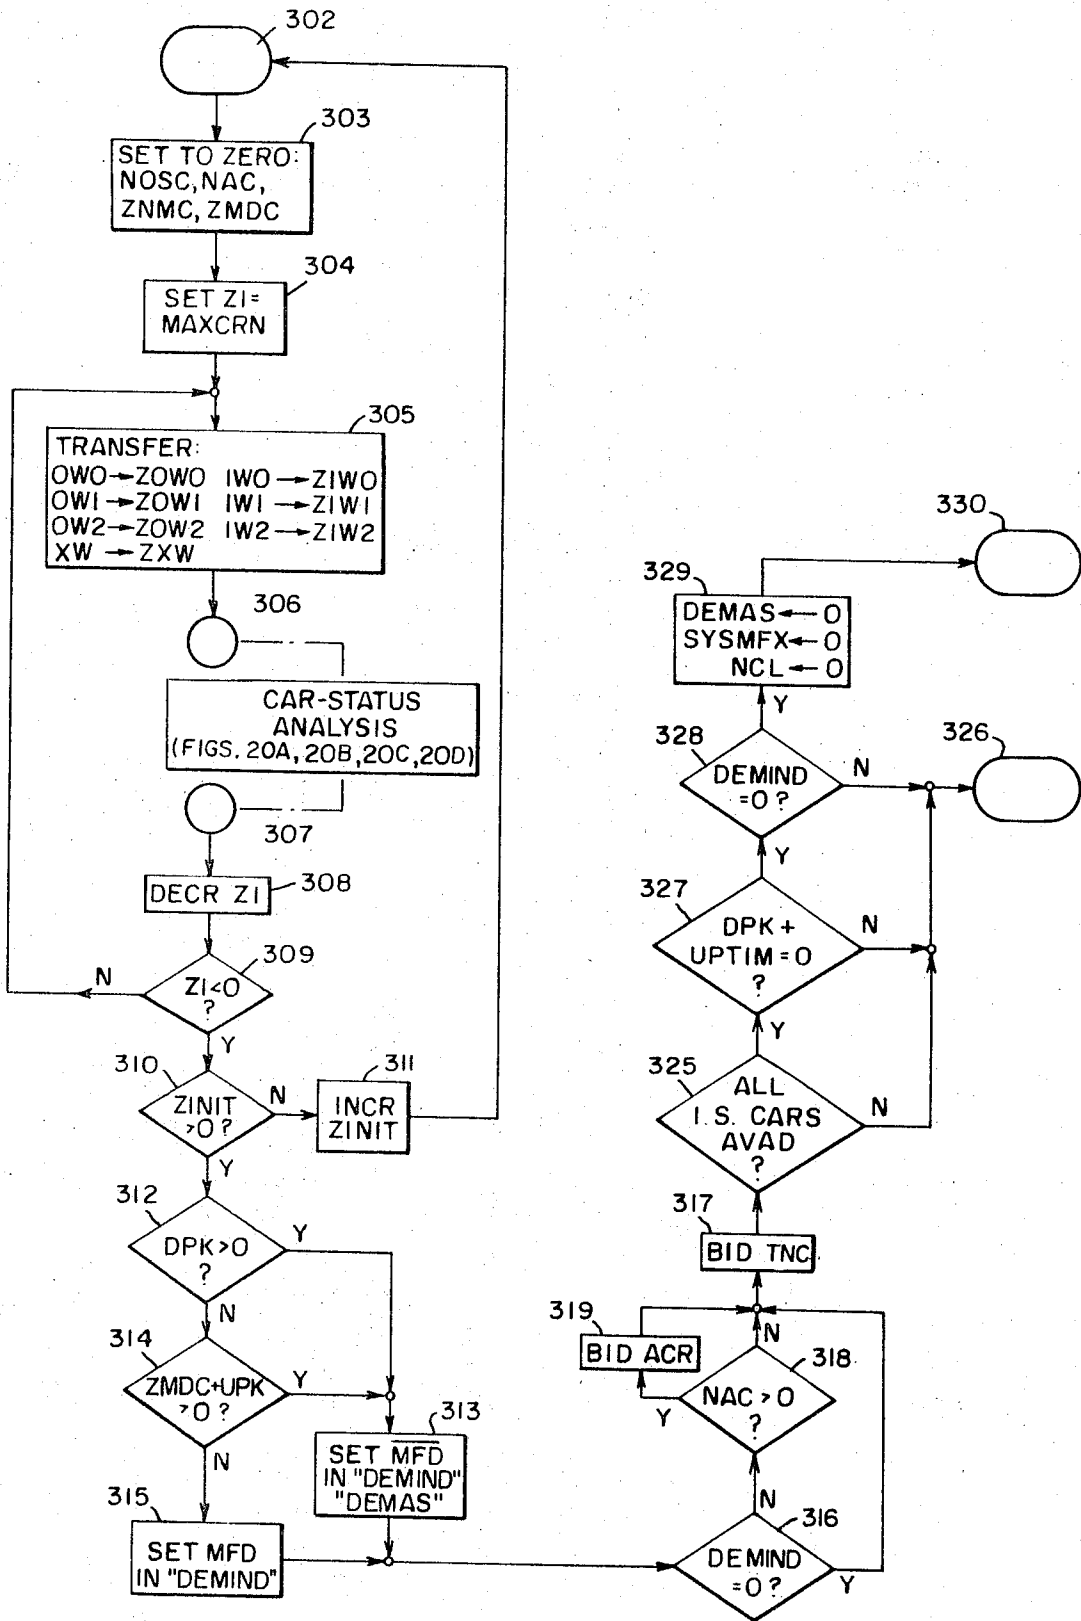 302
303
SET TO ZERO:
NOSC, NAC,
ZNMC, ZMDC
304
SET ZI=
MAXCRN
305
TRANSFER:
OWO→ZOWO IWO→ZIWO
OW1→ZOW1 IW1→ZIW1
OW2→ZOW2 IW2→ZIW2
XW→ZXW
306
CAR-STATUS
ANALYSIS
(FIGS. 20A, 20B, 20C, 20D)
307
DECR ZI
308
309
ZI<0
?
N
Y
310
ZINIT
>0?
N
Y
311
INCR
ZINIT
312
DPK>0
?
Y
N
314
ZMDC+UPK
>0?
Y
N
313
SET M̅F̅D̅
IN "DEMIND"
"DEMAS"
315
SET MFD
IN "DEMIND"
330
329
DEMAS←0
SYSMFX←0
NCL←0
Y
328
DEMIND
=0?
N
326
Y
327
DPK+
UPTIM=0
?
N
Y
325
ALL
I.S. CARS
AVAD
?
N
317
BID TNC
319
BID ACR
N
318
NAC>0
?
Y
N
316
DEMIND
=0?
Y